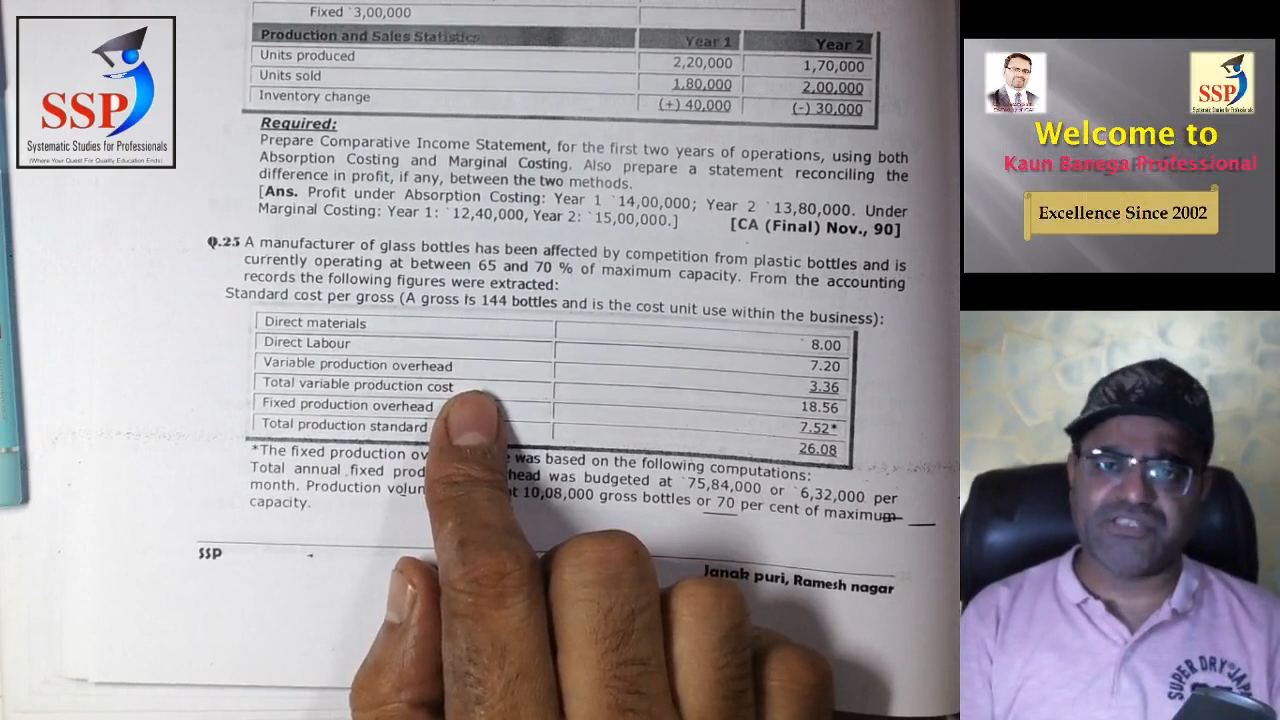 SSP
Systematic Studies for Professionals
(Where Your Quest For Quality Education Ends)
Fixed `3,00,000
Production and Sales Statistics Year 1 Year 2
Units produced 2,20,000 1,70,000
Units sold 1,80,000 2,00,000
Inventory change (+) 40,000 (-) 30,000
Required:
Prepare Comparative Income Statement, for the first two years of operations, using both
Absorption Costing and Marginal Costing. Also prepare a statement reconciling the
difference in profit, if any, between the two methods.
[Ans. Profit under Absorption Costing: Year 1 `14,00,000; Year 2 `13,80,000. Under
Marginal Costing: Year 1: `12,40,000, Year 2: `15,00,000.] [CA (Final) Nov., 90]
Q.25 A manufacturer of glass bottles has been affected by competition from plastic bottles and is
currently operating at between 65 and 70 % of maximum capacity. From the accounting
records the following figures were extracted:
Standard cost per gross (A gross is 144 bottles and is the cost unit use within the business):
Direct materials ` 8.00
Direct Labour 7.20
Variable production overhead 3.36
Total variable production cost 18.56
Fixed production overhead 7.52*
Total production standard 26.08
*The fixed production was based on the following computations:
Total annual fixed was budgeted at `75,84,000 or `6,32,000 per
month. Production 10,08,000 gross bottles or 70 per cent of maximum
capacity.
SSP
Janak puri, Ramesh nagar
SSP
Systematic Studies for Professionals
Welcome to
Kaun Banega Professional
Excellence Since 2002
SUPER DRY